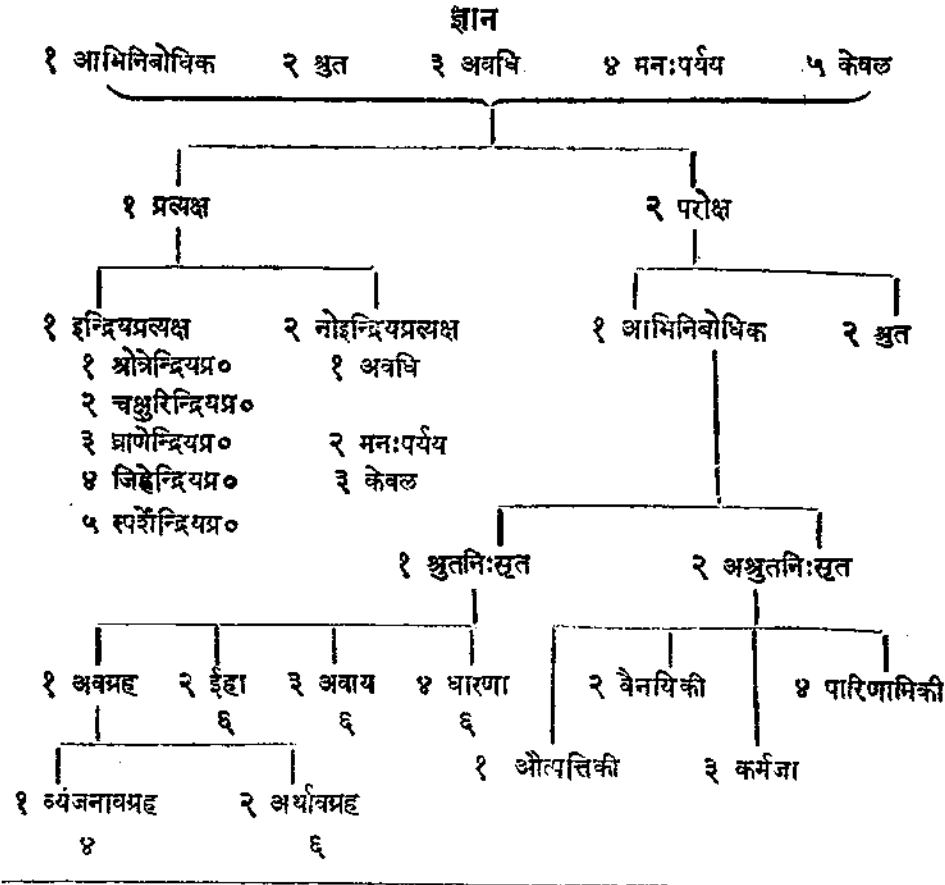 ज्ञान
१ आभिनिबोधिक २ श्रुत ३ अवधि ४ मनःपर्यय ५ केवल
१ प्रत्यक्ष २ परोक्ष
१ इन्द्रियप्रत्यक्ष २ नोइन्द्रियप्रत्यक्ष १ आभिनिबोधिक २ श्रुत
१ श्रोत्रेन्द्रियप्र० १ अवधि
२ चक्षुरिन्द्रियप्र०
३ घ्राणेन्द्रियप्र० २ मनःपर्यय
४ जिह्वेन्द्रियप्र० ३ केवल
५ स्पर्शेन्द्रियप्र०
१ श्रुतनिःसृत २ अश्रुतनिःसृत
१ अवग्रह २ ईहा ३ अवाय ४ धारणा २ वैनयिकी ४ पारिणामिकी
६ ६ ६
१ औत्पत्तिकी ३ कर्मजा
१ व्यंजनावग्रह २ अर्थावग्रह
४ ६